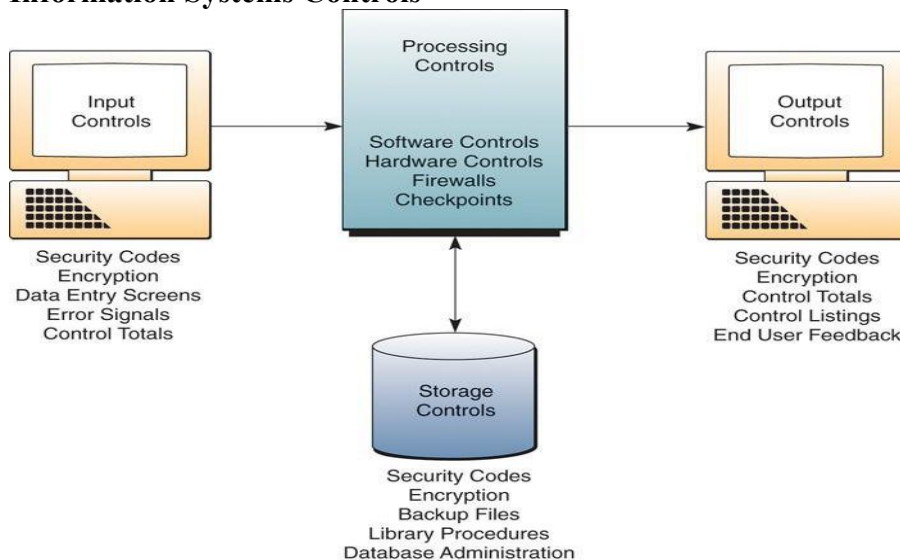 Information Systems Controls
Input
Controls
Security Codes
Encryption
Data Entry Screens
Error Signals
Control Totals
Processing
Controls
Software Controls
Hardware Controls
Firewalls
Checkpoints
Output
Controls
Security Codes
Encryption
Control Totals
Control Listings
End User Feedback
Storage
Controls
Security Codes
Encryption
Backup Files
Library Procedures
Database Administration